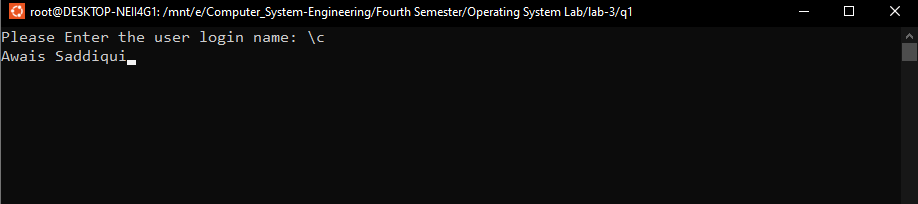 root@DESKTOP-NEII4G1: /mnt/e/Computer_System-Engineering/Fourth Semester/Operating System Lab/lab-3/q1
Please Enter the user login name: \c
Awais Saddiqui